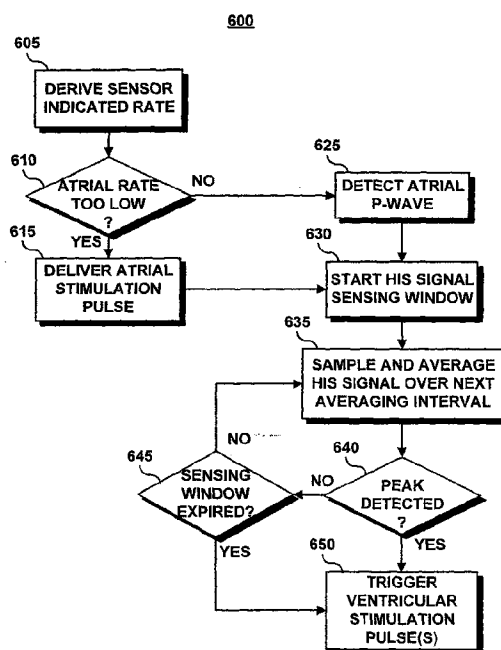 600
605
DERIVE SENSOR
INDICATED RATE
610
ATRIAL RATE
TOO LOW
?
NO
YES
615
DELIVER ATRIAL
STIMULATION
PULSE
625
DETECT ATRIAL
P-WAVE
630
START HIS SIGNAL
SENSING WINDOW
635
SAMPLE AND AVERAGE
HIS SIGNAL OVER NEXT
AVERAGING INTERVAL
640
PEAK
DETECTED
?
NO
YES
645
SENSING
WINDOW
EXPIRED?
NO
YES
650
TRIGGER
VENTRICULAR
STIMULATION
PULSE(S)